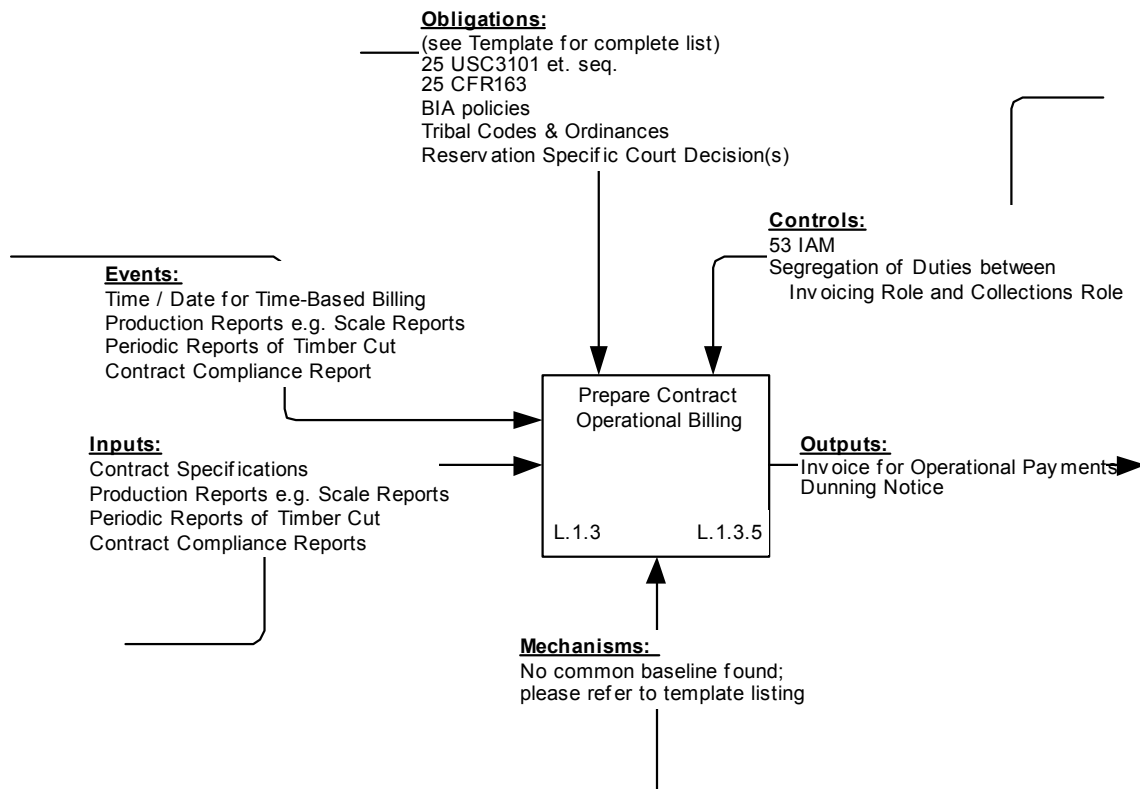 Obligations:
(see Template for complete list)
25 USC3101 et. seq.
25 CFR163
BIA policies
Tribal Codes & Ordinances
Reservation Specific Court Decision(s)
Controls:
53 IAM
Segregation of Duties between
Invoicing Role and Collections Role
Events:
Time / Date for Time-Based Billing
Production Reports e.g. Scale Reports
Periodic Reports of Timber Cut
Contract Compliance Report
Inputs:
Contract Specifications
Production Reports e.g. Scale Reports
Periodic Reports of Timber Cut
Contract Compliance Reports
Prepare Contract
Operational Billing
L.1.3 L.1.3.5
Outputs:
Invoice for Operational Payments
Dunning Notice
Mechanisms:
No common baseline found;
please refer to template listing